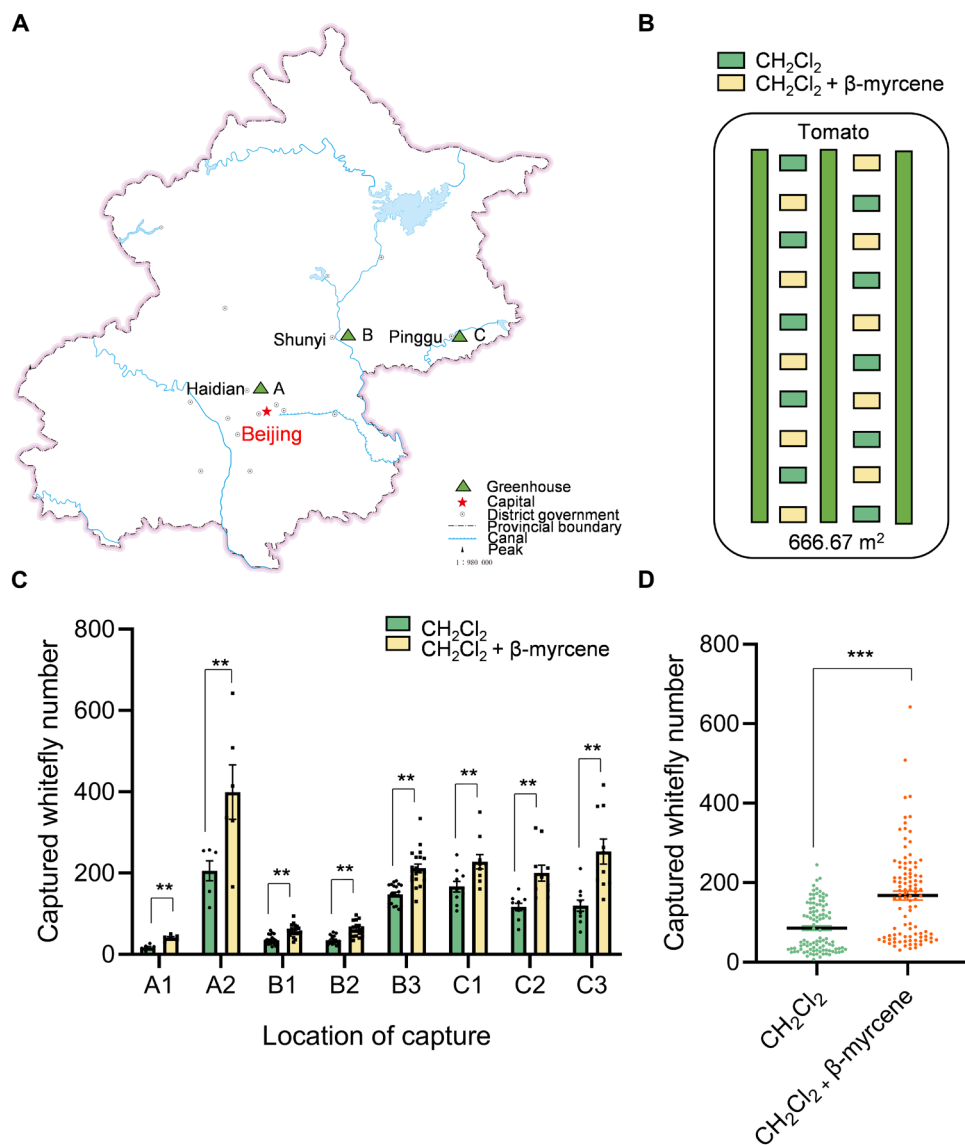 A
Shunyi
B
Pinggu
C
Haidian
A
Beijing
Greenhouse
Capital
District government
Provincial boundary
Canal
Peak
1:980 000
B
CH₂Cl₂
CH₂Cl₂ + β-myrcene
Tomato
666.67 m²
C
Captured whitefly number
800
600
400
200
0
CH₂Cl₂
CH₂Cl₂ + β-myrcene
**
**
**
**
**
**
**
**
A1 A2 B1 B2 B3 C1 C2 C3
Location of capture
D
Captured whitefly number
800
600
400
200
0
***
CH₂Cl₂
CH₂Cl₂ + β-myrcene